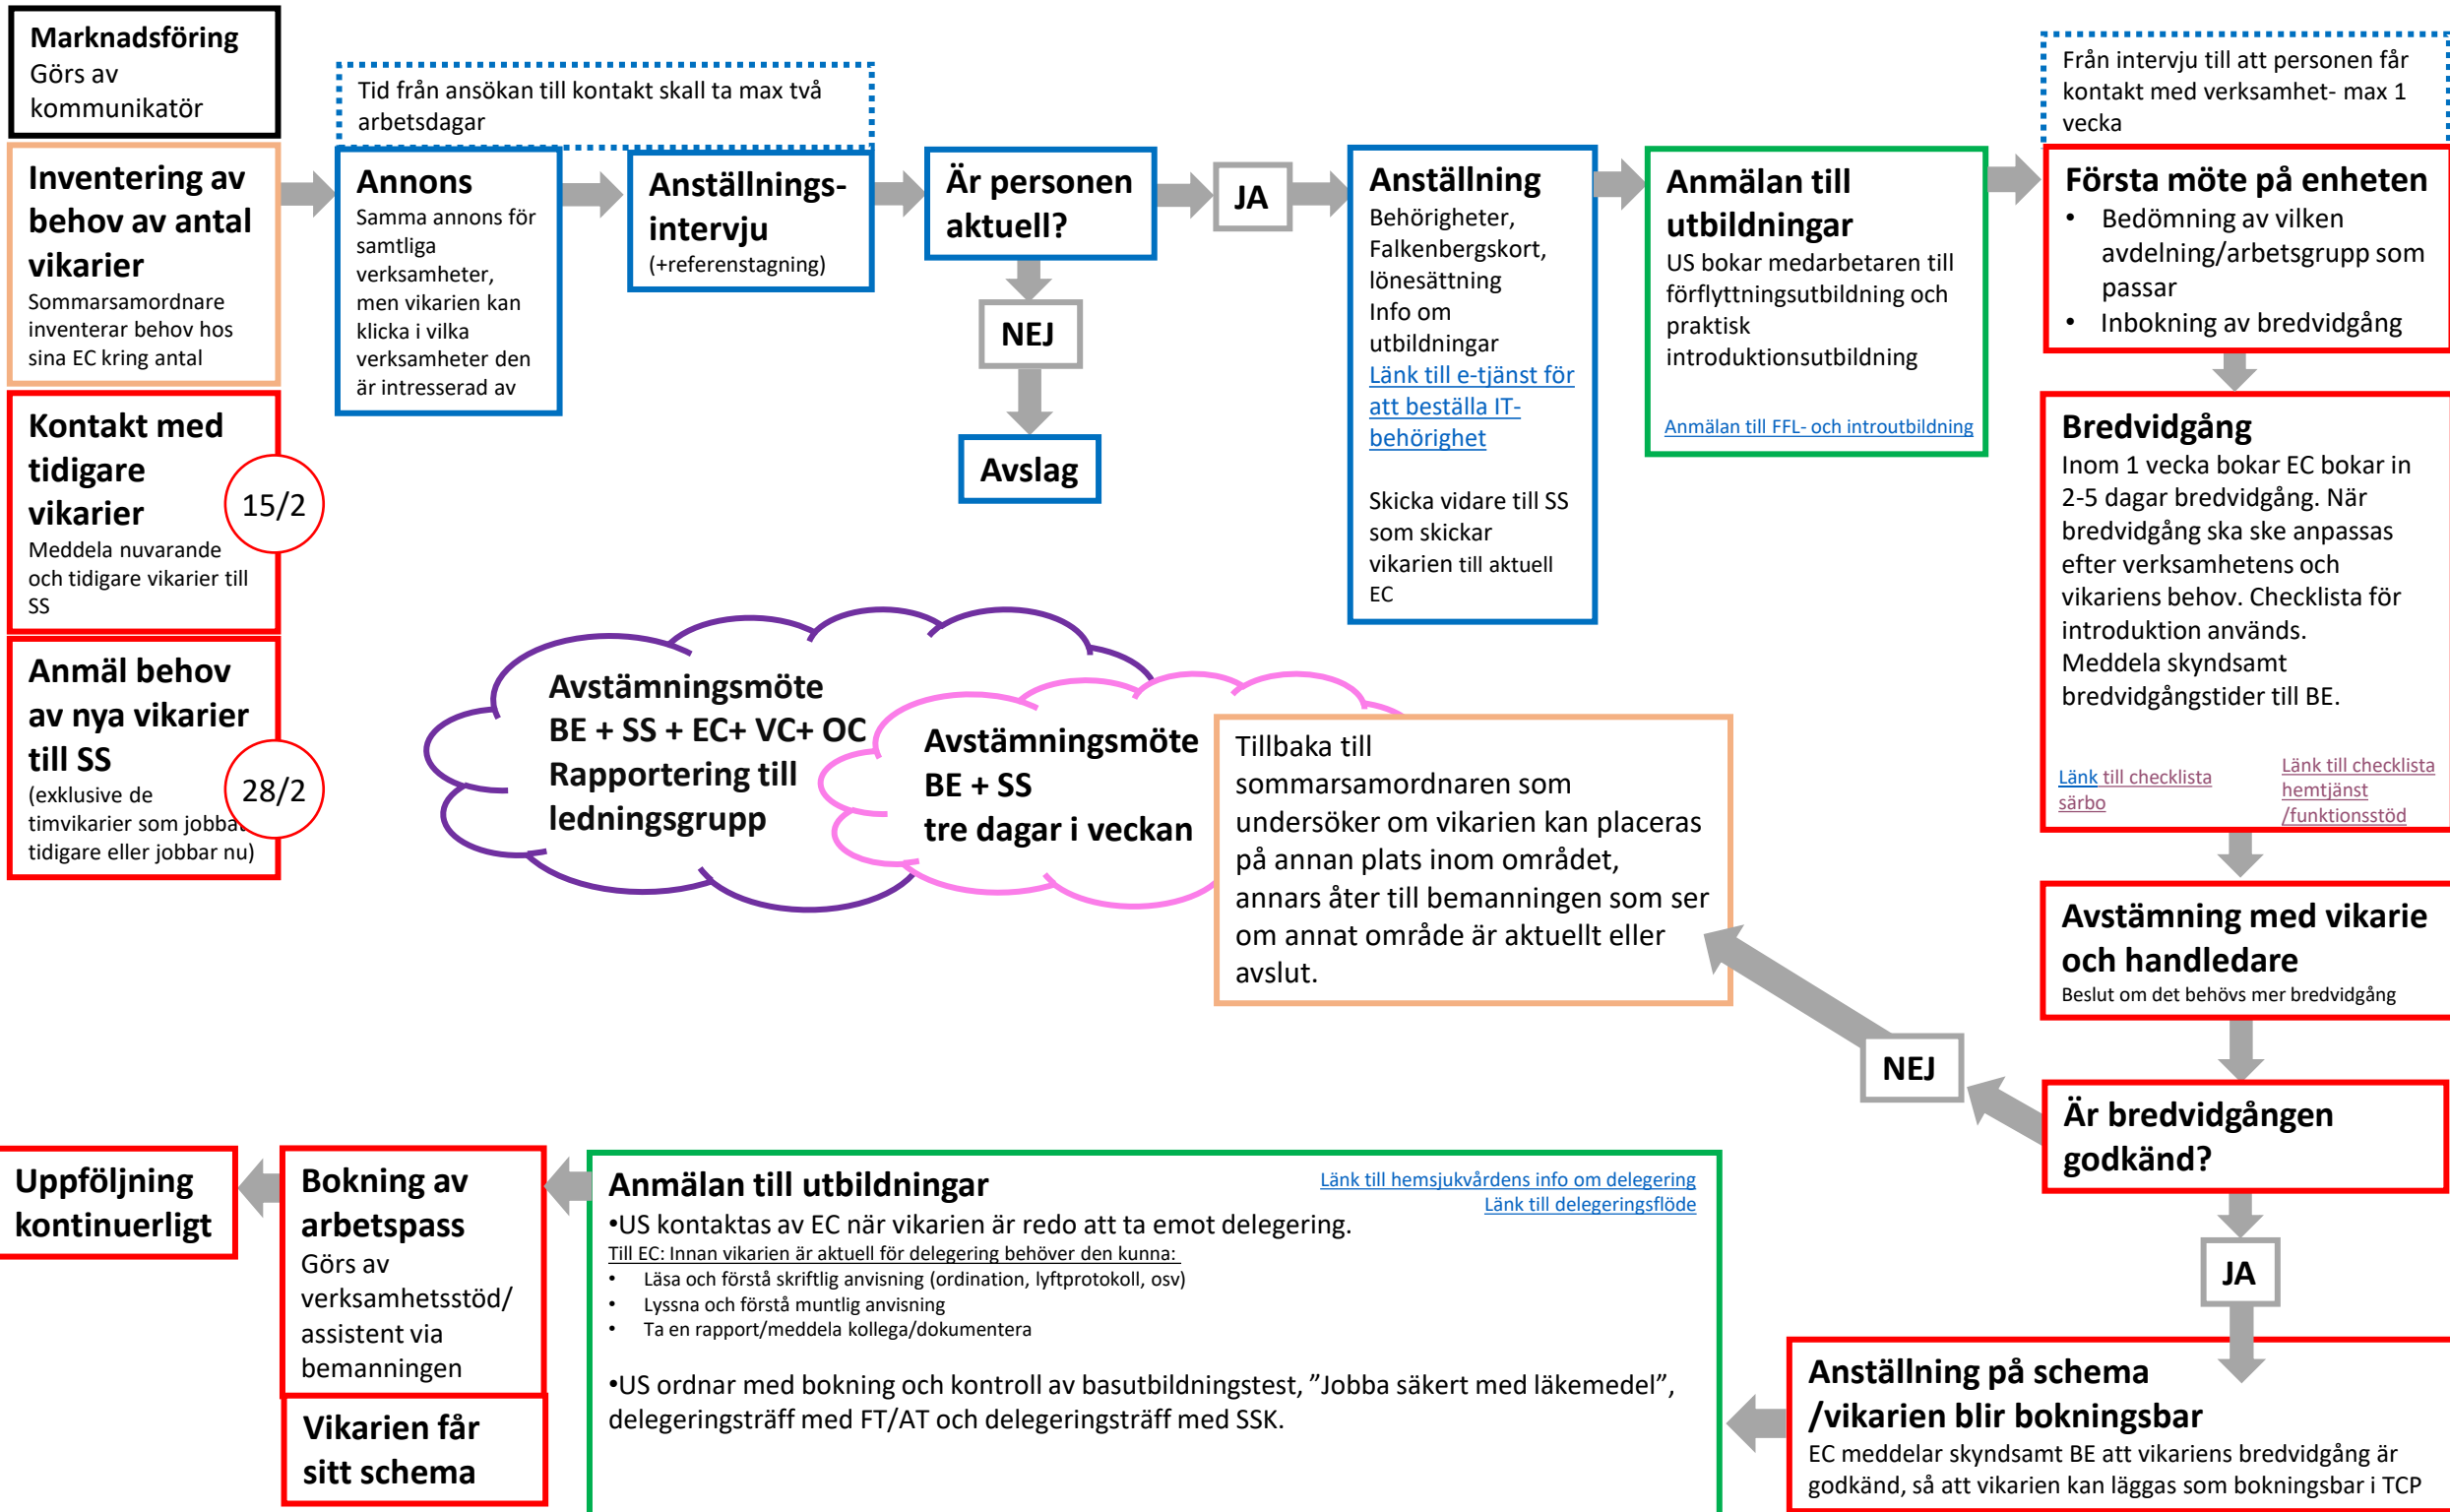 Marknadsföring
Görs av
kommunikatör
Inventering av
behov av antal
vikarier
Sommarsamordnare
inventerar behov hos
sina EC kring antal
Kontakt med
tidigare
vikarier
15/2
Meddela nuvarande
och tidigare vikarier till
SS
Anmäl behov
av nya vikarier
till SS
28/2
(exklusive de
timvikarier som jobbat
tidigare eller jobbar nu)
Tid från ansökan till kontakt skall ta max två
arbetsdagar
Annons
Samma annons för
samtliga
verksamheter,
men vikarien kan
klicka i vilka
verksamheter den
är intresserad av
Anställnings-
intervju
(+referenstagning)
Är personen
aktuell?
JA
NEJ
Avslag
Anställning
Behörigheter,
Falkenbergskort,
lönesättning
Info om
utbildningar
Länk till e-tjänst för
att beställa IT-
behörighet
Skicka vidare till SS
som skickar
vikarien till aktuell
EC
Anmälan till
utbildningar
US bokar medarbetaren till
förflyttningsutbildning och
praktisk
introduktionsutbildning
Anmälan till FFL- och introutbildning
Från intervju till att personen får
kontakt med verksamhet- max 1
vecka
Första möte på enheten
• Bedömning av vilken
avdelning/arbetsgrupp som
passar
• Inbokning av bredvidgång
Bredvidgång
Inom 1 vecka bokar EC bokar in
2-5 dagar bredvidgång. När
bredvidgång ska ske anpassas
efter verksamhetens och
vikariens behov. Checklista för
introduktion används.
Meddela skyndsamt
bredvidgångstider till BE.
Länk till checklista
särbo
Länk till checklista
hemtjänst
/funktionsstöd
Avstämningsmöte
BE + SS + EC+ VC+ OC
Rapportering till
ledningsgrupp
Avstämningsmöte
BE + SS
tre dagar i veckan
Tillbaka till
sommarsamordnaren som
undersöker om vikarien kan placeras
på annan plats inom området,
annars åter till bemanningen som ser
om annat område är aktuellt eller
avslut.
Avstämning med vikarie
och handledare
Beslut om det behövs mer bredvidgång
NEJ
Är bredvidgången
godkänd?
JA
Anställning på schema
/vikarien blir bokningsbar
EC meddelar skyndsamt BE att vikariens bredvidgång är
godkänd, så att vikarien kan läggas som bokningsbar i TCP
Anmälan till utbildningar
Länk till hemsjukvårdens info om delegering
Länk till delegeringsflöde
•US kontaktas av EC när vikarien är redo att ta emot delegering.
Till EC: Innan vikarien är aktuell för delegering behöver den kunna:
• Läsa och förstå skriftlig anvisning (ordination, lyftprotokoll, osv)
• Lyssna och förstå muntlig anvisning
• Ta en rapport/meddela kollega/dokumentera
•US ordnar med bokning och kontroll av basutbildningstest, ”Jobba säkert med läkemedel”,
delegeringsträff med FT/AT och delegeringsträff med SSK.
Bokning av
arbetspass
Görs av
verksamhetsstöd/
assistent via
bemanningen
Vikarien får
sitt schema
Uppföljning
kontinuerligt